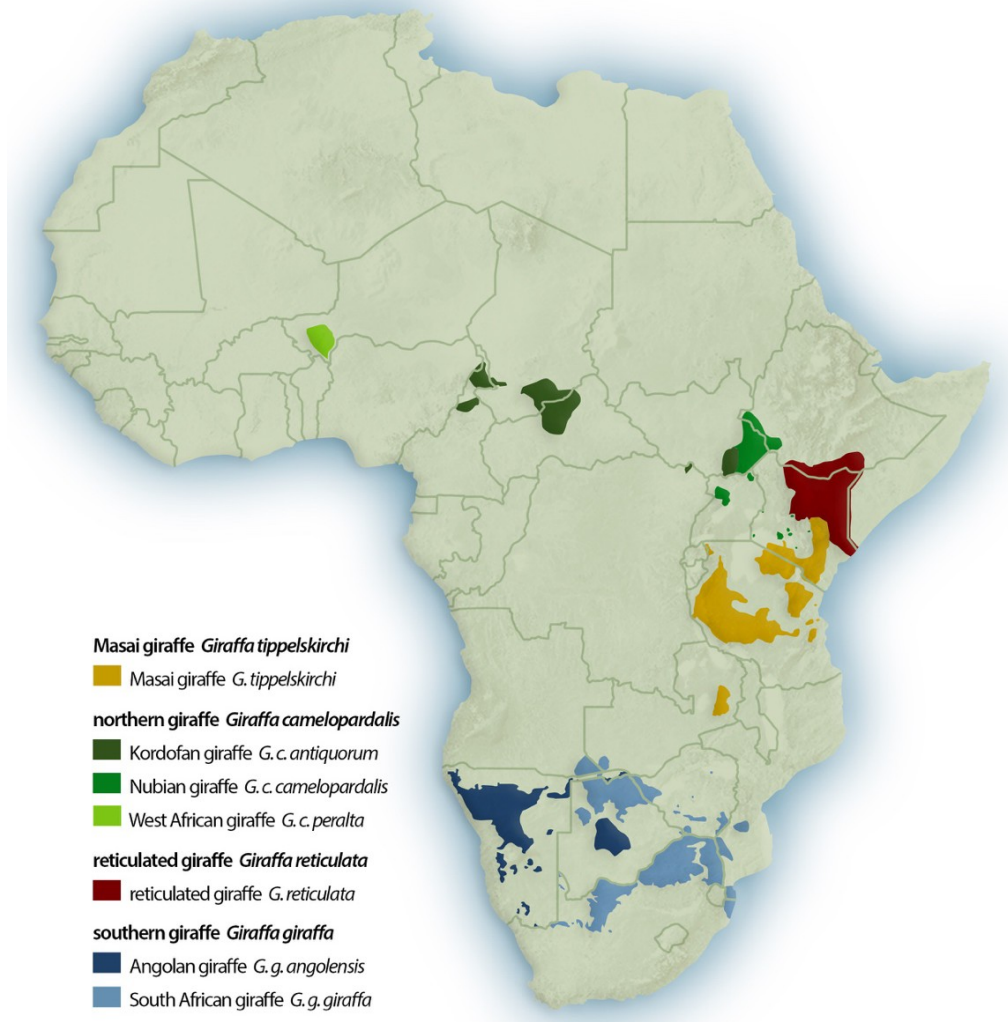 Masai giraffe Giraffa tippelskirchi
Masai giraffe G. tippelskirchi
northern giraffe Giraffa camelopardalis
Kordofan giraffe G. c. antiquorum
Nubian giraffe G. c. camelopardalis
West African giraffe G. c. peralta
reticulated giraffe Giraffa reticulata
reticulated giraffe G. reticulata
southern giraffe Giraffa giraffa
Angolan giraffe G. g. angolensis
South African giraffe G. g. giraffa